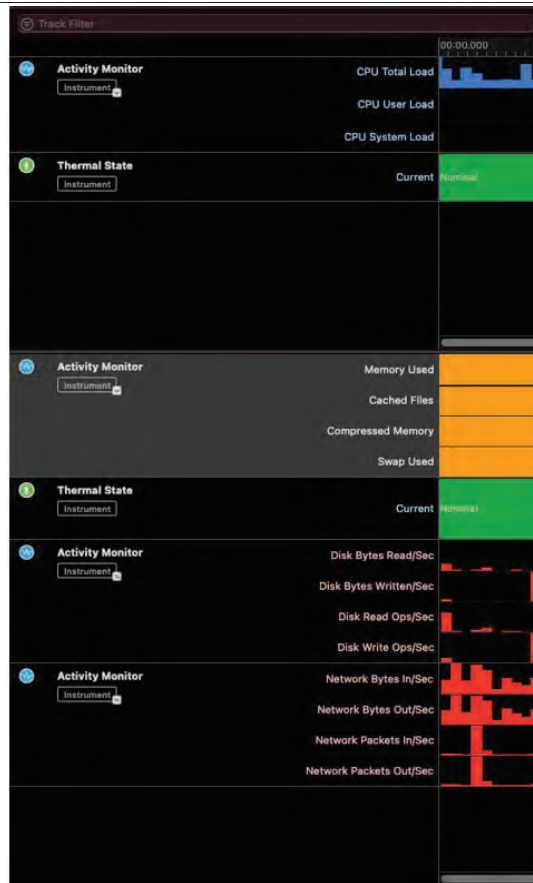 Track Filter
00:00.000
Activity Monitor
Instrument
CPU Total Load
CPU User Load
CPU System Load
Thermal State
Instrument
Current
Nominal
Activity Monitor
Instrument
Memory Used
Cached Files
Compressed Memory
Swap Used
Thermal State
Instrument
Current
Nominal
Activity Monitor
Instrument
Disk Bytes Read/Sec
Disk Bytes Written/Sec
Disk Read Ops/Sec
Disk Write Ops/Sec
Activity Monitor
Instrument
Network Bytes In/Sec
Network Bytes Out/Sec
Network Packets In/Sec
Network Packets Out/Sec